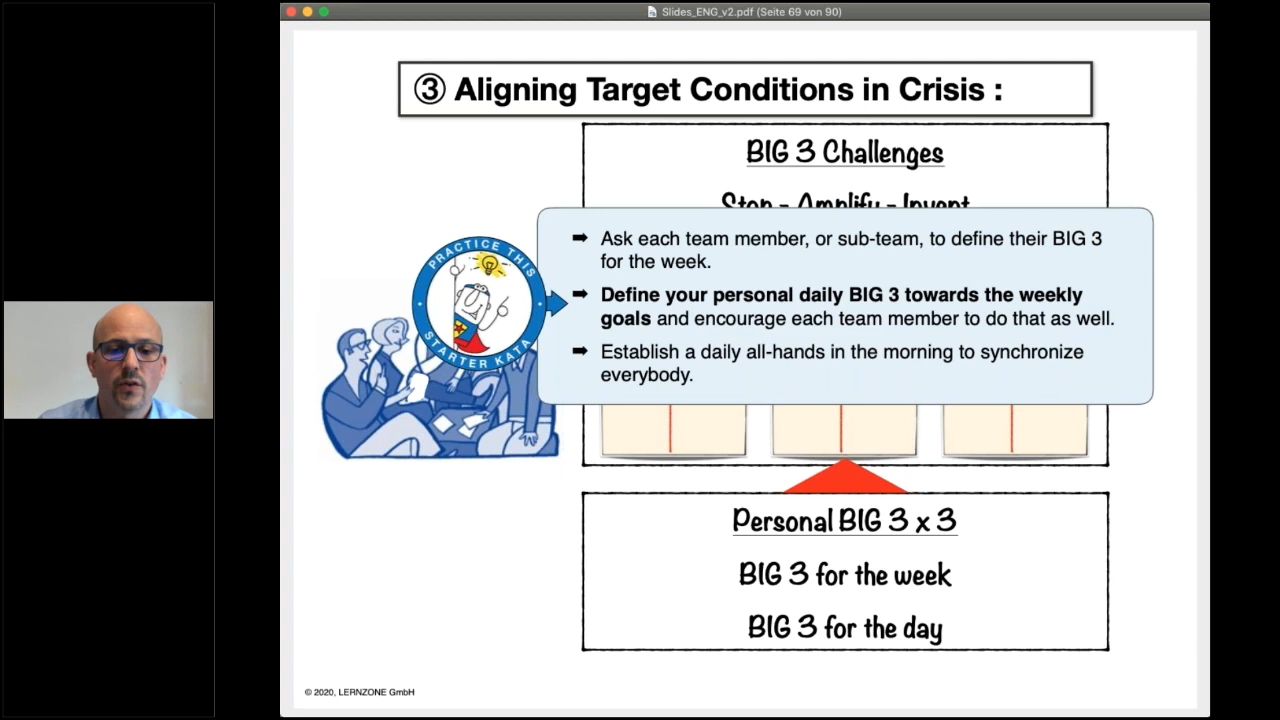 Slides_ENG_v2.pdf (Seite 69 von 90)
③ Aligning Target Conditions in Crisis :
BIG 3 Challenges
Stop - Amplify - Invent
➡ Ask each team member, or sub-team, to define their BIG 3
for the week.
➡ Define your personal daily BIG 3 towards the weekly
goals and encourage each team member to do that as well.
➡ Establish a daily all-hands in the morning to synchronize
everybody.
PRACTICE THIS
STARTER KATA
Personal BIG 3 x 3
BIG 3 for the week
BIG 3 for the day
© 2020, LERNZONE GmbH